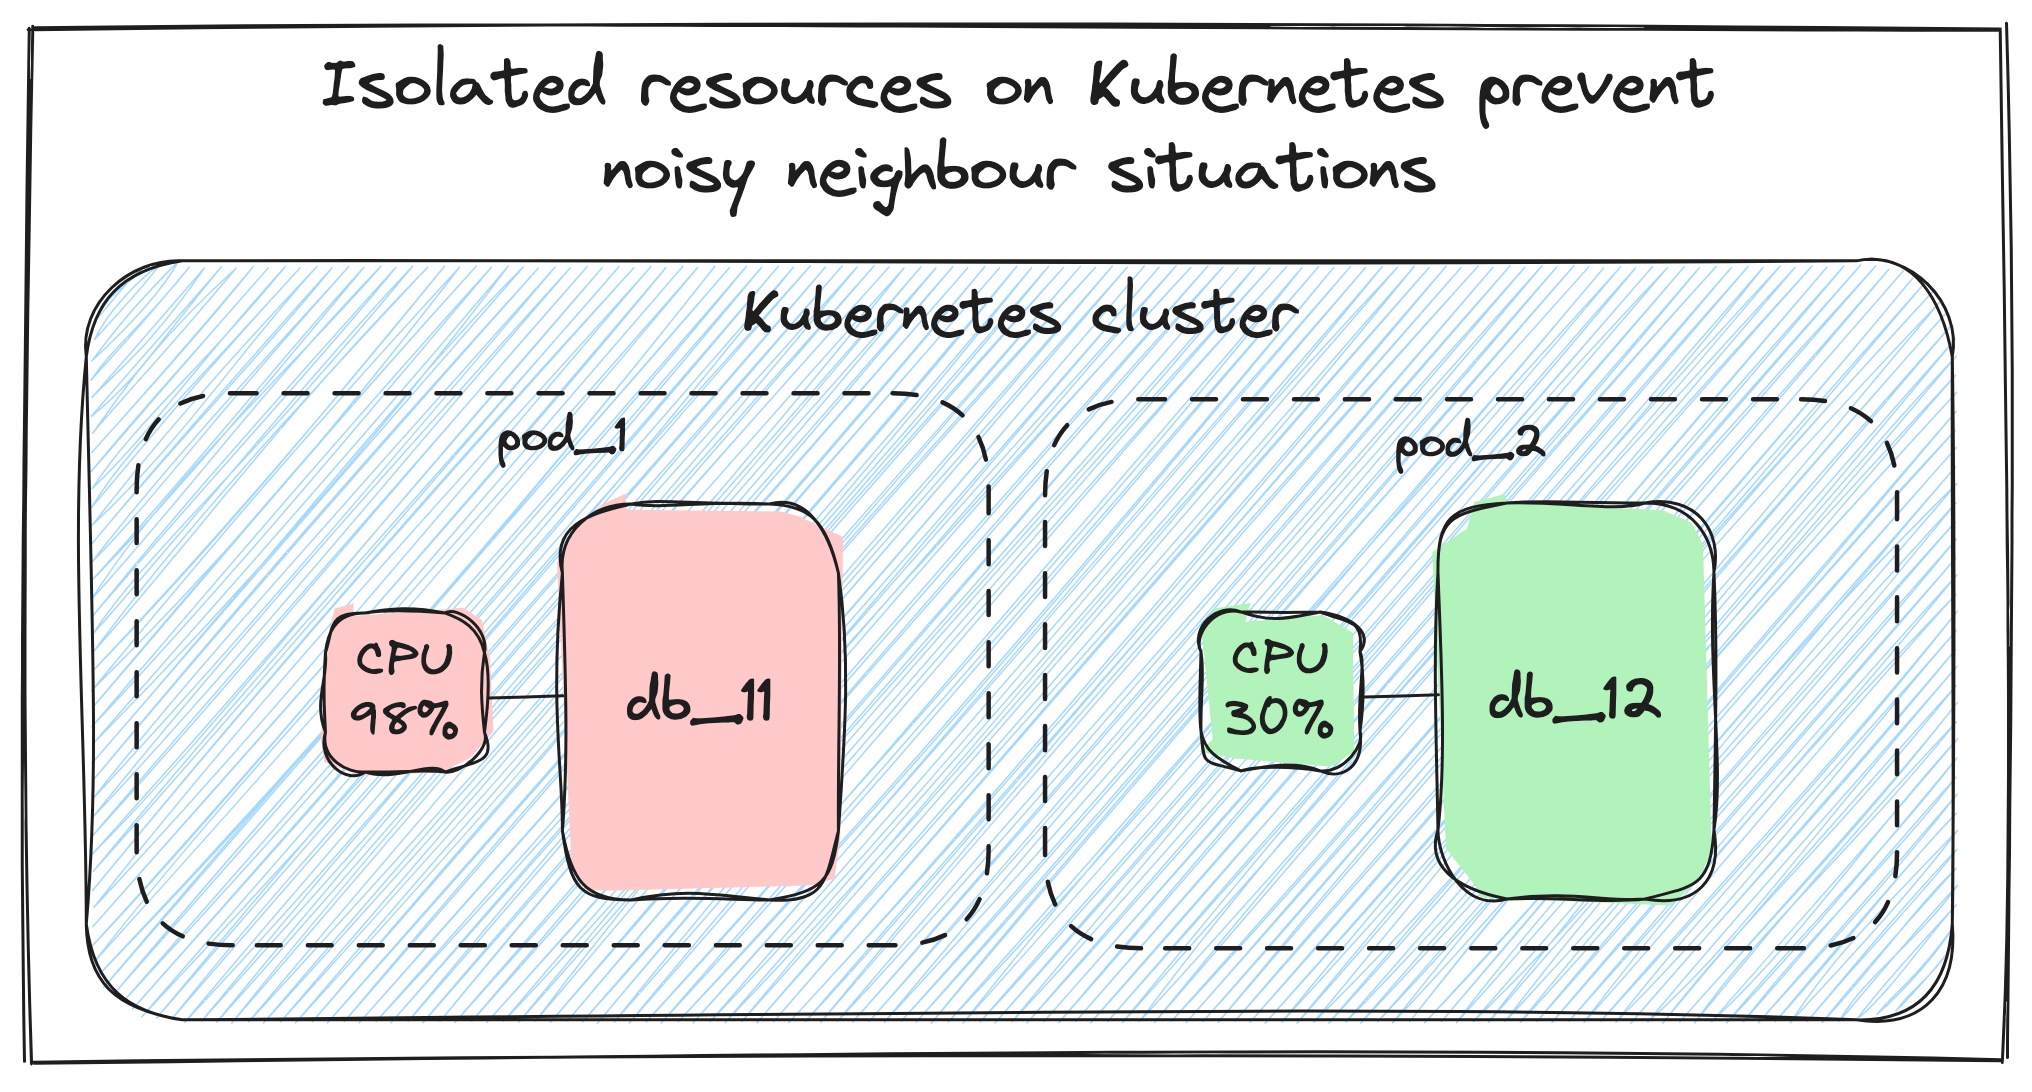 Isolated resources on Kubernetes prevent
noisy neighbour situations
Kubernetes cluster
pod_1
CPU
98%
db_11
pod_2
CPU
30%
db_12